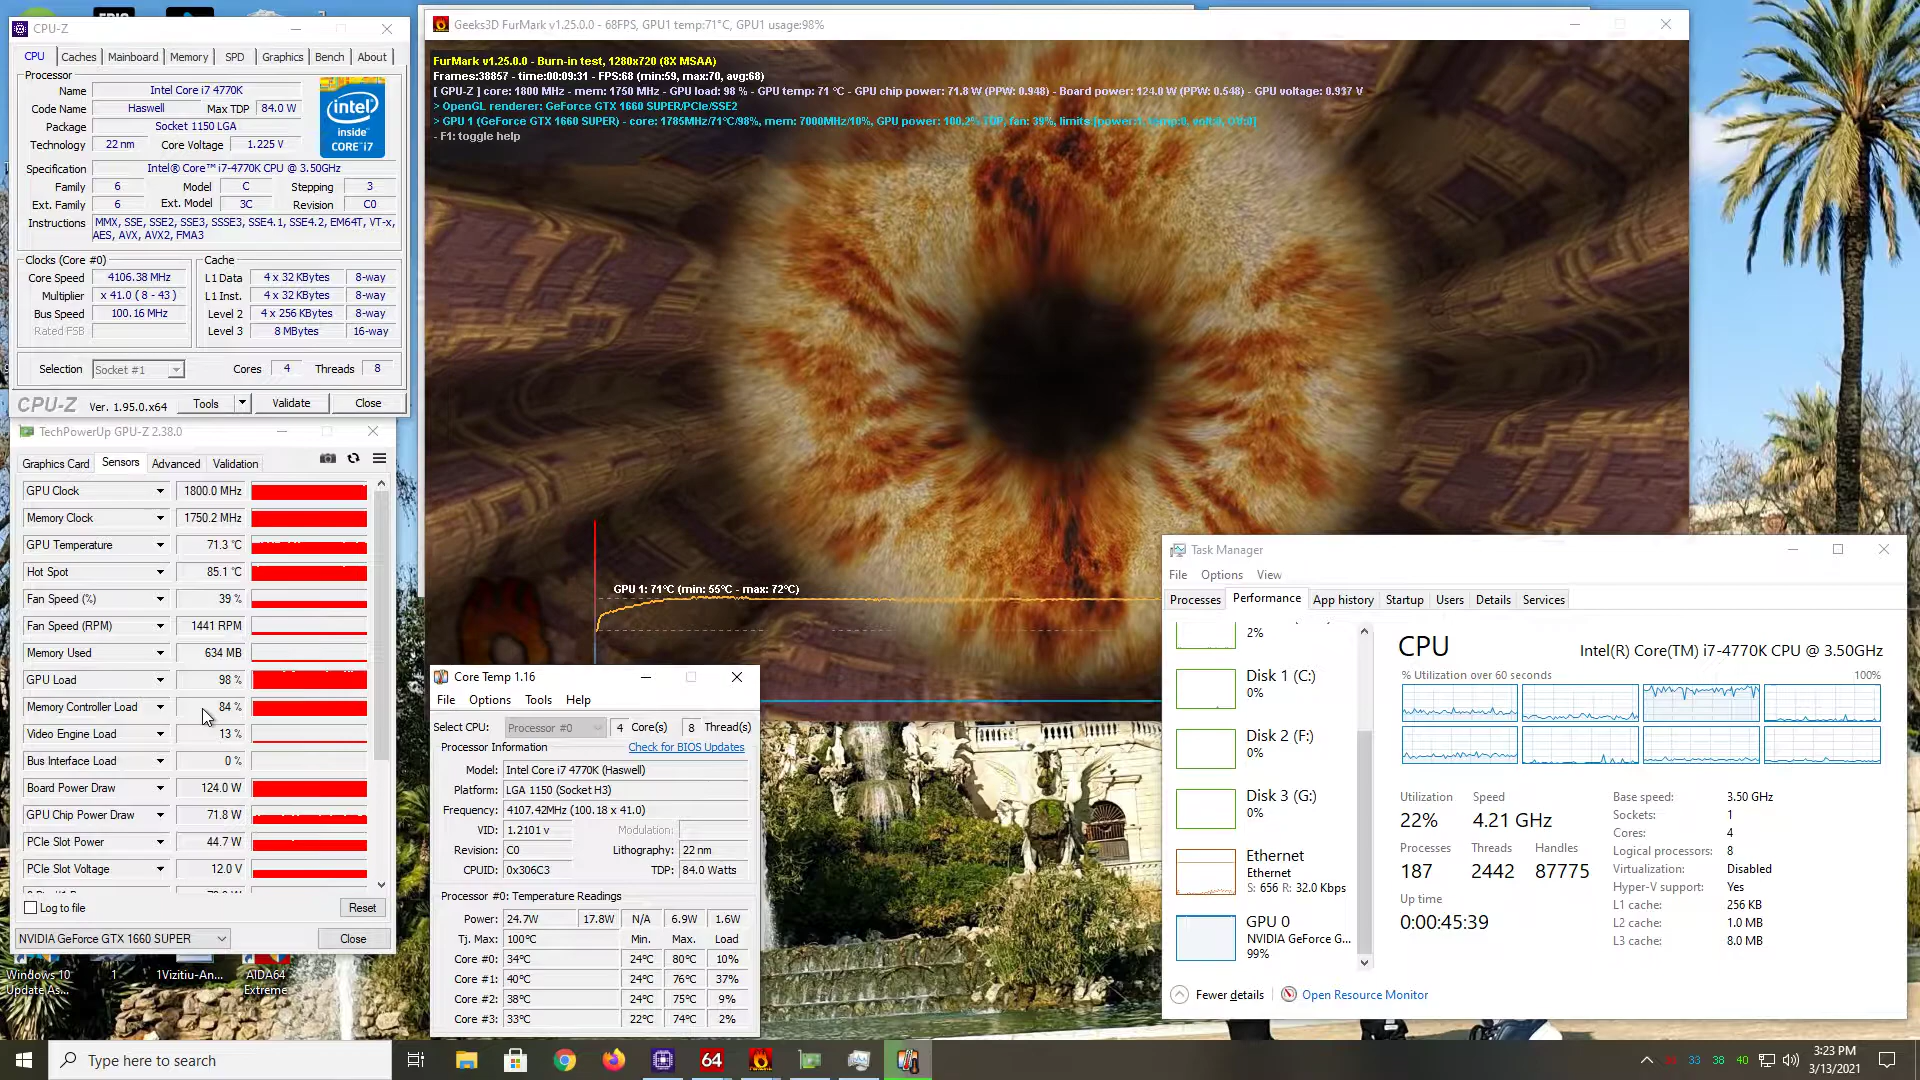 CPU-Z
CPU Caches Mainboard Memory SPD Graphics Bench About
Processor
Name Intel Core i7 4770K
Code Name Haswell Max TDP 84.0 W
Package Socket 1150 LGA
Technology 22 nm Core Voltage 1.225 V
intel inside™ CORE™ i7
Specification Intel® Core™ i7-4770K CPU @ 3.50GHz
Family 6 Model C Stepping 3
Ext. Family 6 Ext. Model 3C Revision C0
Instructions MMX, SSE, SSE2, SSE3, SSSE3, SSE4.1, SSE4.2, EM64T, VT-x,
AES, AVX, AVX2, FMA3
Clocks (Core #0) Cache
Core Speed 4106.38 MHz L1 Data 4 x 32 KBytes 8-way
Multiplier x 41.0 ( 8 - 43 ) L1 Inst. 4 x 32 KBytes 8-way
Bus Speed 100.16 MHz Level 2 4 x 256 KBytes 8-way
Rated FSB Level 3 8 MBytes 16-way
Selection Socket #1 Cores 4 Threads 8
CPU-Z Ver. 1.95.0.x64 Tools Validate Close
TechPowerUp GPU-Z 2.38.0
Graphics Card Sensors Advanced Validation
GPU Clock 1800.0 MHz
Memory Clock 1750.2 MHz
GPU Temperature 71.3 °C
Hot Spot 85.1 °C
Fan Speed (%) 39 %
Fan Speed (RPM) 1441 RPM
Memory Used 634 MB
GPU Load 98 %
Memory Controller Load 84 %
Video Engine Load 13 %
Bus Interface Load 0 %
Board Power Draw 124.0 W
GPU Chip Power Draw 71.8 W
PCIe Slot Power 44.7 W
PCIe Slot Voltage 12.0 V
Log to file Reset
NVIDIA GeForce GTX 1660 SUPER Close
Geeks3D FurMark v1.25.0.0 - 68FPS, GPU1 temp:71°C, GPU1 usage:98%
FurMark v1.25.0.0 - Burn-in test, 1280x720 (8X MSAA)
Frames:38857 - time:00:09:31 - FPS:68 (min:59, max:70, avg:68)
[ GPU-Z ] core: 1800 MHz - mem: 1750 MHz - GPU load: 98 % - GPU temp: 71 °C - GPU chip power: 71.8 W (PPW: 0.948) - Board power: 124.0 W (PPW: 0.548) - GPU voltage: 0.937 V
> OpenGL renderer: GeForce GTX 1660 SUPER/PCIe/SSE2
> GPU 1 (GeForce GTX 1660 SUPER) - core: 1785MHz/71°C/98%, mem: 7000MHz/10%, GPU power: 100.2% TDP, fan: 39%, limits [power:1, temp:0, volt:0, OV:0]
- F1: toggle help
GPU 1: 71°C (min: 55°C - max: 72°C)
Core Temp 1.16
File Options Tools Help
Select CPU: Processor #0 4 Core(s) 8 Thread(s)
Processor Information Check for BIOS Updates
Model: Intel Core i7 4770K (Haswell)
Platform: LGA 1150 (Socket H3)
Frequency: 4107.42MHz (100.18 x 41.0)
VID: 1.2101 v Modulation:
Revision: C0 Lithography: 22 nm
CPUID: 0x306C3 TDP: 84.0 Watts
Processor #0: Temperature Readings
Power: 24.7W 17.8W N/A 6.9W 1.6W
Tj. Max: 100°C Min. Max. Load
Core #0: 34°C 24°C 80°C 10%
Core #1: 40°C 24°C 76°C 37%
Core #2: 38°C 24°C 75°C 9%
Core #3: 33°C 22°C 74°C 2%
Task Manager
File Options View
Processes Performance App history Startup Users Details Services
2%
Disk 1 (C:)
0%
Disk 2 (F:)
0%
Disk 3 (G:)
0%
Ethernet
Ethernet
S: 656 R: 32.0 Kbps
GPU 0
NVIDIA GeForce G...
99%
CPU Intel(R) Core(TM) i7-4770K CPU @ 3.50GHz
% Utilization over 60 seconds 100%
Utilization Speed
22% 4.21 GHz
Processes Threads Handles
187 2442 87775
Up time
0:00:45:39
Base speed: 3.50 GHz
Sockets: 1
Cores: 4
Logical processors: 8
Virtualization: Disabled
Hyper-V support: Yes
L1 cache: 256 KB
L2 cache: 1.0 MB
L3 cache: 8.0 MB
Fewer details Open Resource Monitor
Windows 10
Update As...
1
1Vizitiu-An...
AIDA64
Extreme
Type here to search
64
33 38 40
3:23 PM
3/13/2021